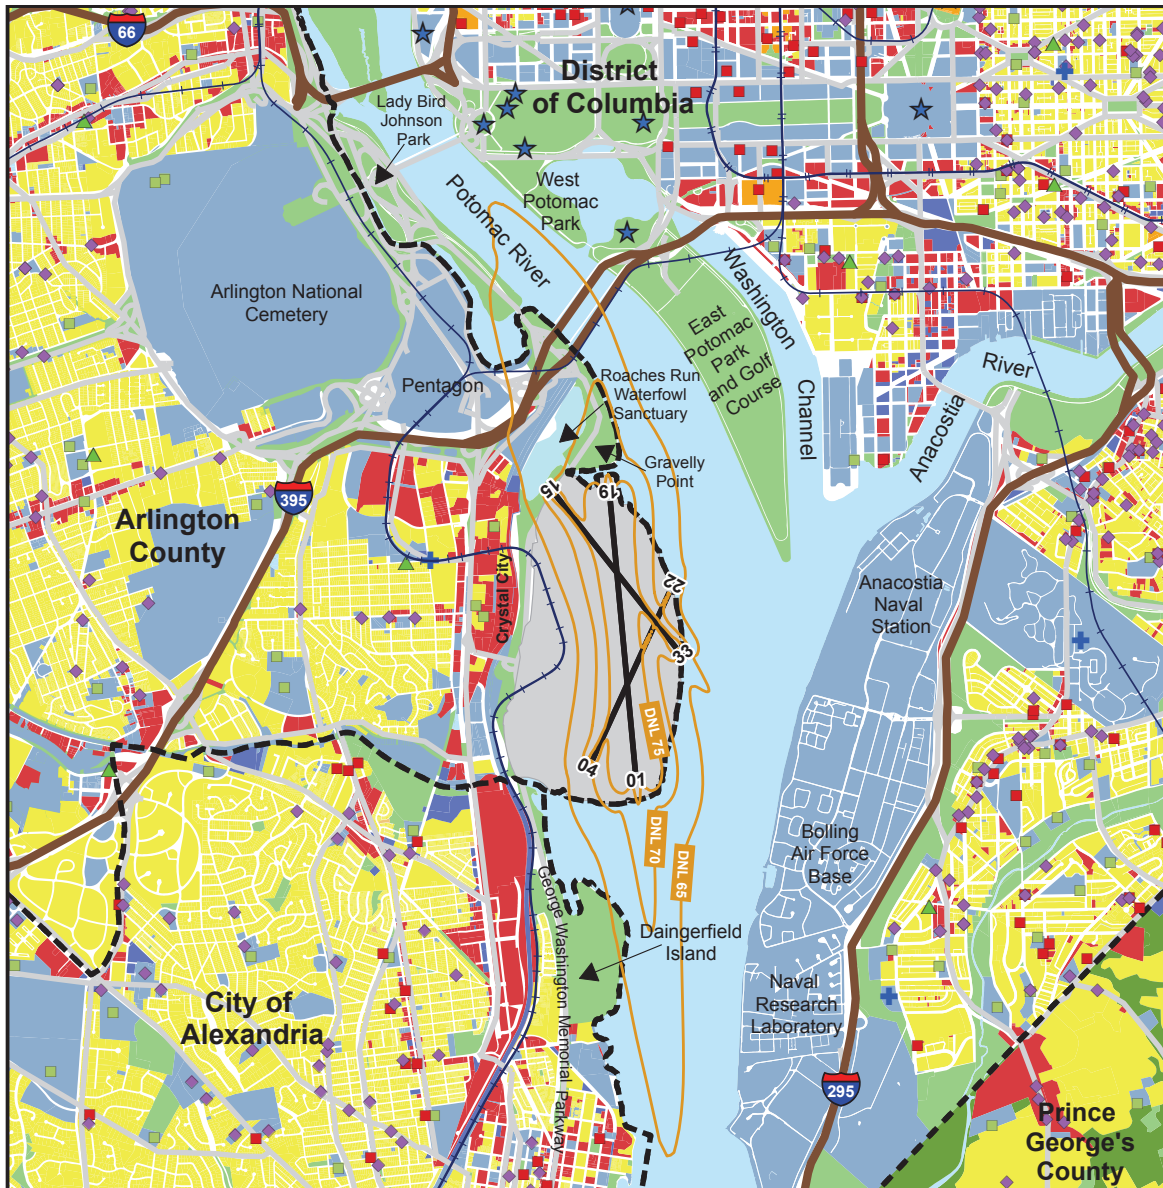 66
District
of Columbia
Lady Bird
Johnson
Park
West
Potomac
Park
Potomac River
Washington
Channel
Arlington National
Cemetery
East
Potomac
Park
and Golf
Course
River
Anacostia
Pentagon
Roaches Run
Waterfowl
Sanctuary
Gravelly
Point
395
Arlington
County
15
19
Crystal City
22
Anacostia
Naval
Station
33
DNL 75
04
01
DNL 70
DNL 65
Bolling
Air Force
Base
George Washington Memorial Parkway
Daingerfield
Island
City of
Alexandria
Naval
Research
Laboratory
295
Prince
George's
County